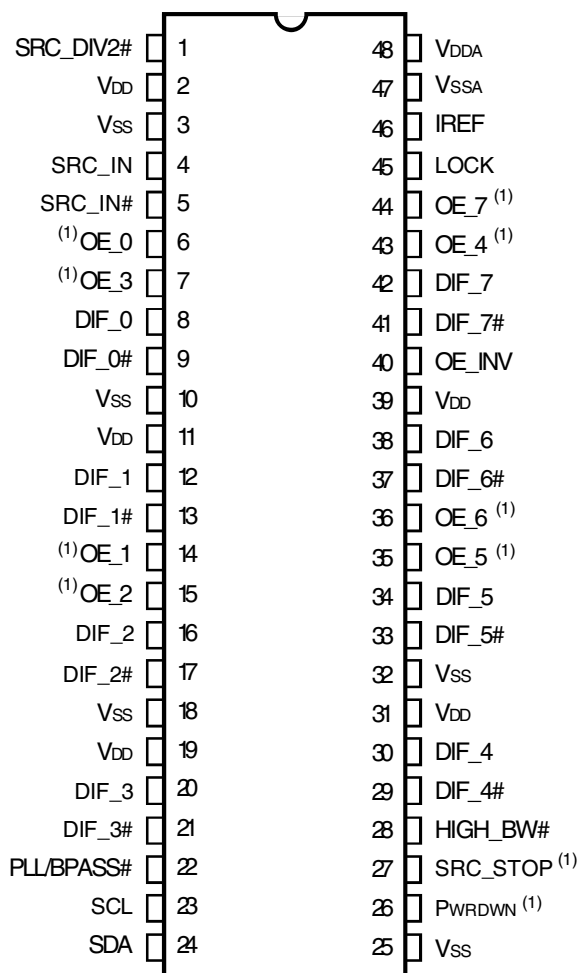 SRC_DIV2# 1 48 VDDA
VDD 2 47 VSSA
VSS 3 46 IREF
SRC_IN 4 45 LOCK
SRC_IN# 5 44 OE_7 (1)
(1) OE_0 6 43 OE_4 (1)
(1) OE_3 7 42 DIF_7
DIF_0 8 41 DIF_7#
DIF_0# 9 40 OE_INV
VSS 10 39 VDD
VDD 11 38 DIF_6
DIF_1 12 37 DIF_6#
DIF_1# 13 36 OE_6 (1)
(1) OE_1 14 35 OE_5 (1)
(1) OE_2 15 34 DIF_5
DIF_2 16 33 DIF_5#
DIF_2# 17 32 VSS
VSS 18 31 VDD
VDD 19 30 DIF_4
DIF_3 20 29 DIF_4#
DIF_3# 21 28 HIGH_BW#
PLL/BPASS# 22 27 SRC_STOP (1)
SCL 23 26 PWRDWN (1)
SDA 24 25 VSS